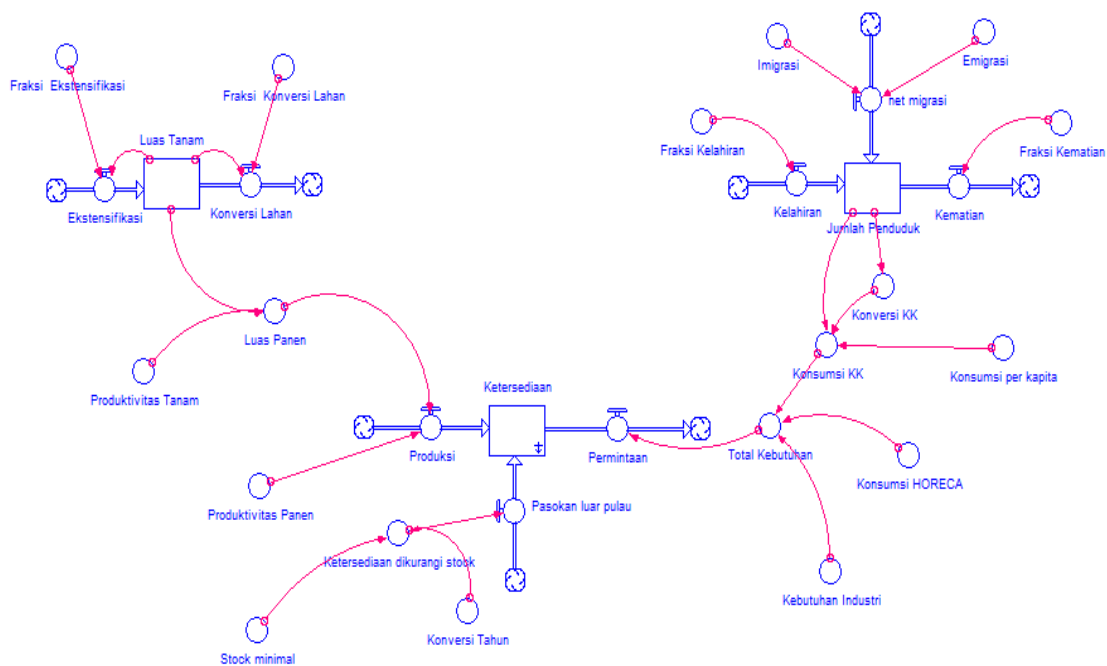 Imigrasi
Emigrasi
Fraksi  Ekstensifikasi
Fraksi  Konversi Lahan
net migrasi
Luas Tanam
Fraksi Kelahiran
Fraksi Kematian
Ekstensifikasi
Konversi Lahan
Kelahiran
Kematian
Jumlah Penduduk
Konversi KK
Luas Panen
Konsumsi KK
Konsumsi per kapita
Produktivitas Tanam
Ketersediaan
Produksi
Permintaan
Total Kebutuhan
Konsumsi HORECA
Produktivitas Panen
Pasokan luar pulau
Ketersediaan dikurangi stook
Kebutuhan Industri
Konversi Tahun
Stook minimal